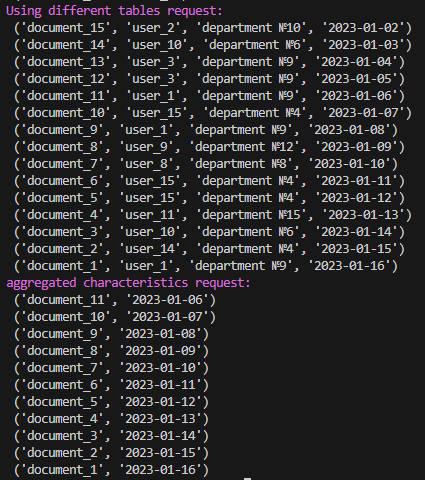 Using different tables request:
('document_15', 'user_2', 'department №10', '2023-01-02')
('document_14', 'user_10', 'department №6', '2023-01-03')
('document_13', 'user_3', 'department №9', '2023-01-04')
('document_12', 'user_3', 'department №9', '2023-01-05')
('document_11', 'user_1', 'department №9', '2023-01-06')
('document_10', 'user_15', 'department №4', '2023-01-07')
('document_9', 'user_1', 'department №9', '2023-01-08')
('document_8', 'user_9', 'department №12', '2023-01-09')
('document_7', 'user_8', 'department №8', '2023-01-10')
('document_6', 'user_15', 'department №4', '2023-01-11')
('document_5', 'user_15', 'department №4', '2023-01-12')
('document_4', 'user_11', 'department №15', '2023-01-13')
('document_3', 'user_10', 'department №6', '2023-01-14')
('document_2', 'user_14', 'department №4', '2023-01-15')
('document_1', 'user_1', 'department №9', '2023-01-16')
aggregated characteristics request:
('document_11', '2023-01-06')
('document_10', '2023-01-07')
('document_9', '2023-01-08')
('document_8', '2023-01-09')
('document_7', '2023-01-10')
('document_6', '2023-01-11')
('document_5', '2023-01-12')
('document_4', '2023-01-13')
('document_3', '2023-01-14')
('document_2', '2023-01-15')
('document_1', '2023-01-16')